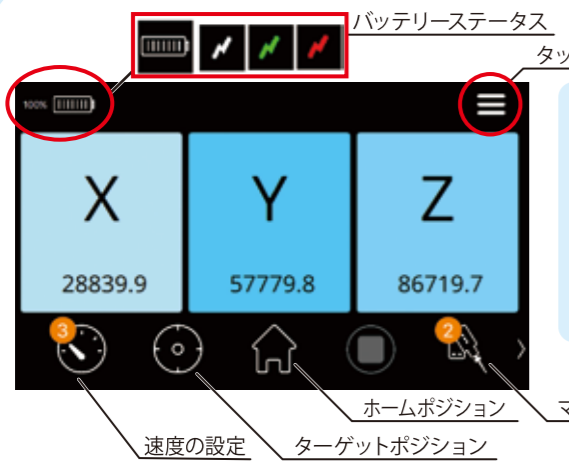 バッテリーステータス
タッ
100%
X
Y
Z
28839.9
57779.8
86719.7
3
2
ホームポジション
マ
速度の設定
ターゲットポジション